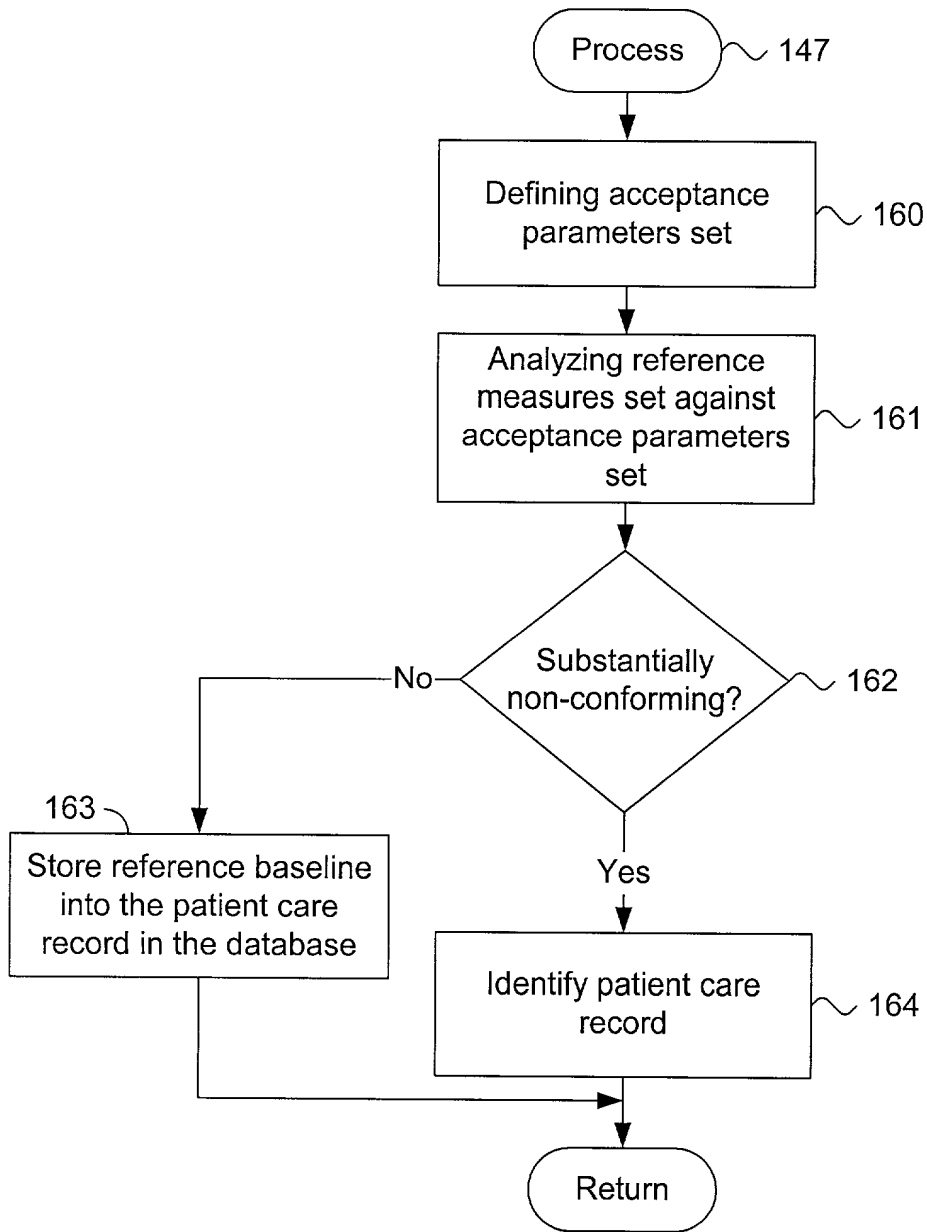 Process
147
Defining acceptance
parameters set
160
Analyzing reference
measures set against
acceptance parameters
set
161
Substantially
non-conforming?
162
No
163
Store reference baseline
into the patient care
record in the database
Yes
Identify patient care
record
164
Return